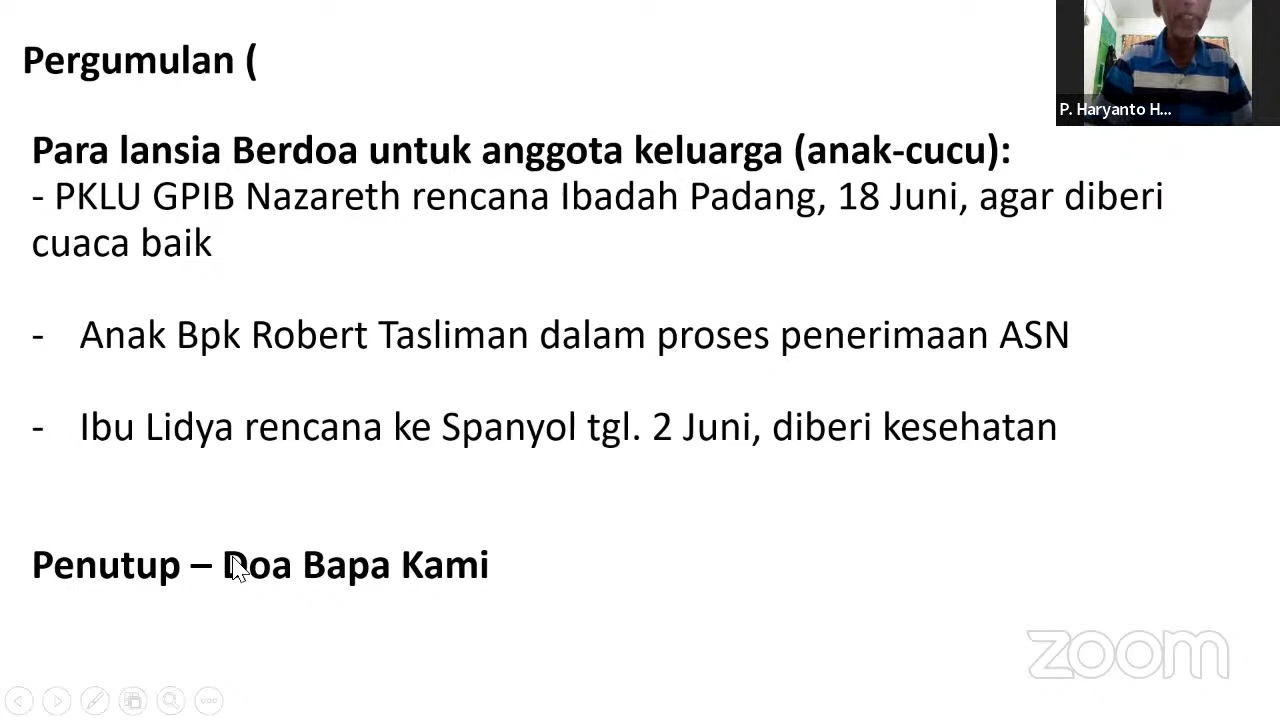 Pergumulan (
P. Haryanto H...
Para lansia Berdoa untuk anggota keluarga (anak-cucu):
- PKLU GPIB Nazareth rencana Ibadah Padang, 18 Juni, agar diberi
cuaca baik
- Anak Bpk Robert Tasliman dalam proses penerimaan ASN
- Ibu Lidya rencana ke Spanyol tgl. 2 Juni, diberi kesehatan
Penutup – Doa Bapa Kami
zoom